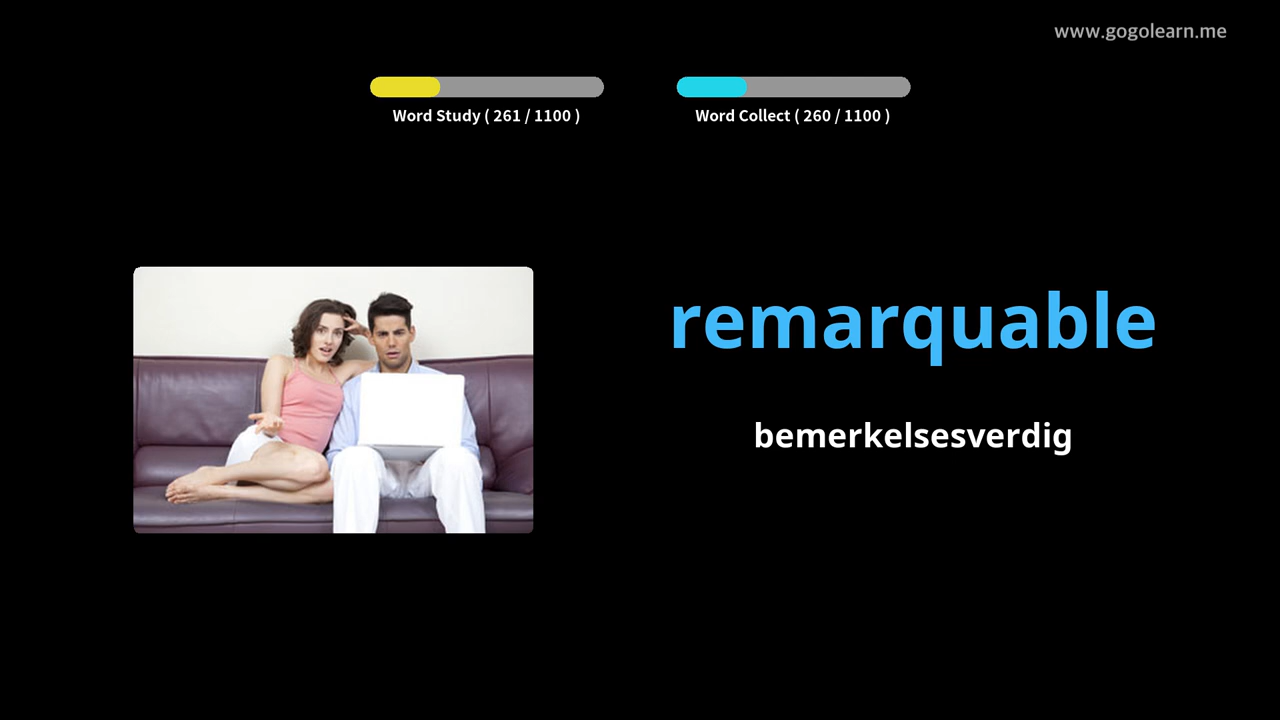 www.gogolearn.me
Word Study ( 261 / 1100 )
Word Collect ( 260 / 1100 )
remarquable
bemerkelsesverdig